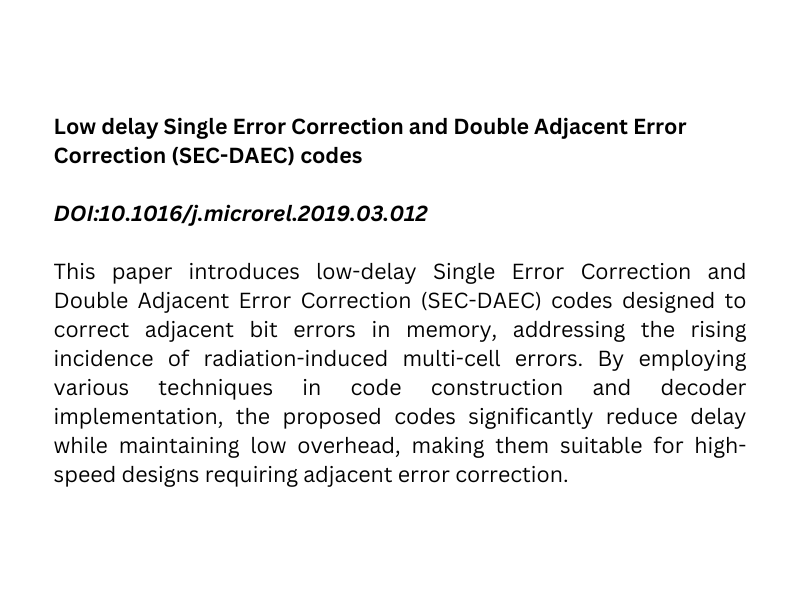 Low delay Single Error Correction and Double Adjacent Error
Correction (SEC-DAEC) codes
DOI:10.1016/j.microrel.2019.03.012
This paper introduces low-delay Single Error Correction and
Double Adjacent Error Correction (SEC-DAEC) codes designed to
correct adjacent bit errors in memory, addressing the rising
incidence of radiation-induced multi-cell errors. By employing
various techniques in code construction and decoder
implementation, the proposed codes significantly reduce delay
while maintaining low overhead, making them suitable for high-
speed designs requiring adjacent error correction.